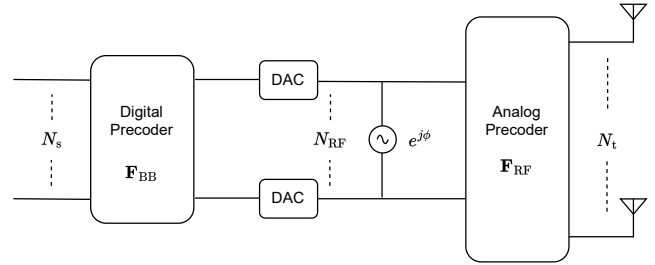 DAC
Digital
Precoder
F_BB
N_s
N_RF
e^{jϕ}
Analog
Precoder
F_RF
N_t
DAC